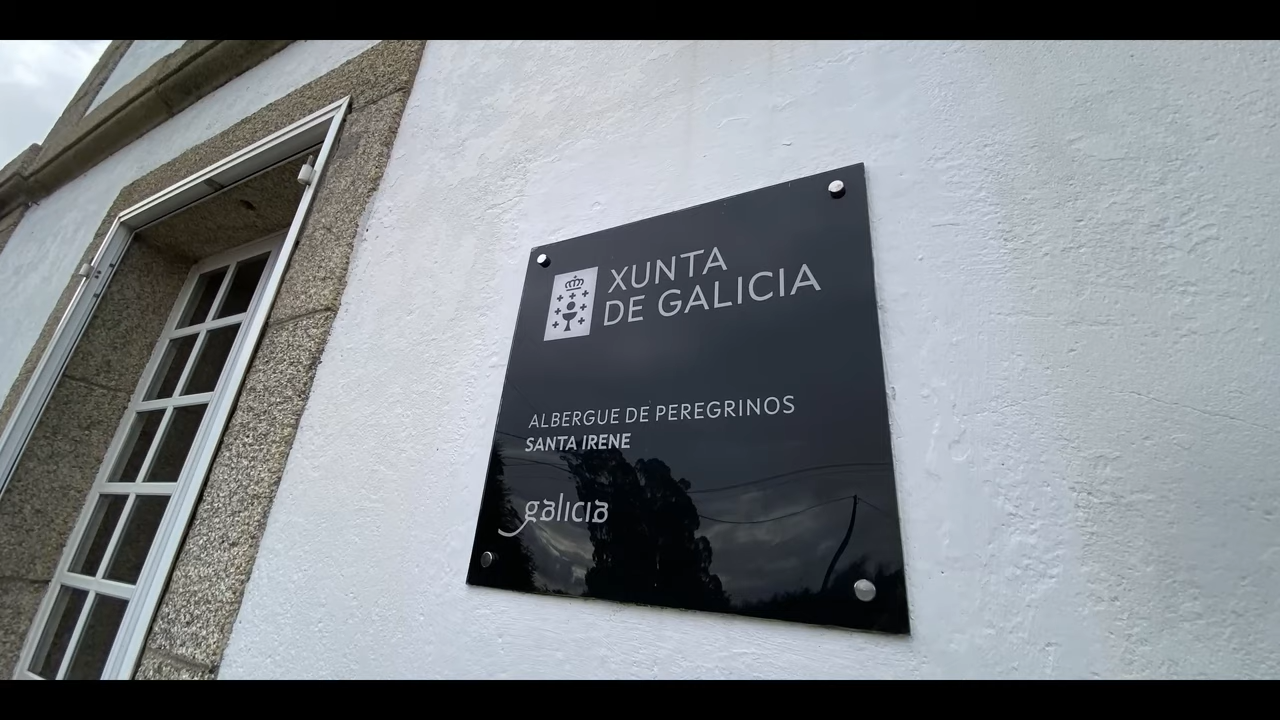 XUNTA
DE GALICIA
ALBERGUE DE PEREGRINOS
SANTA IRENE
galicia